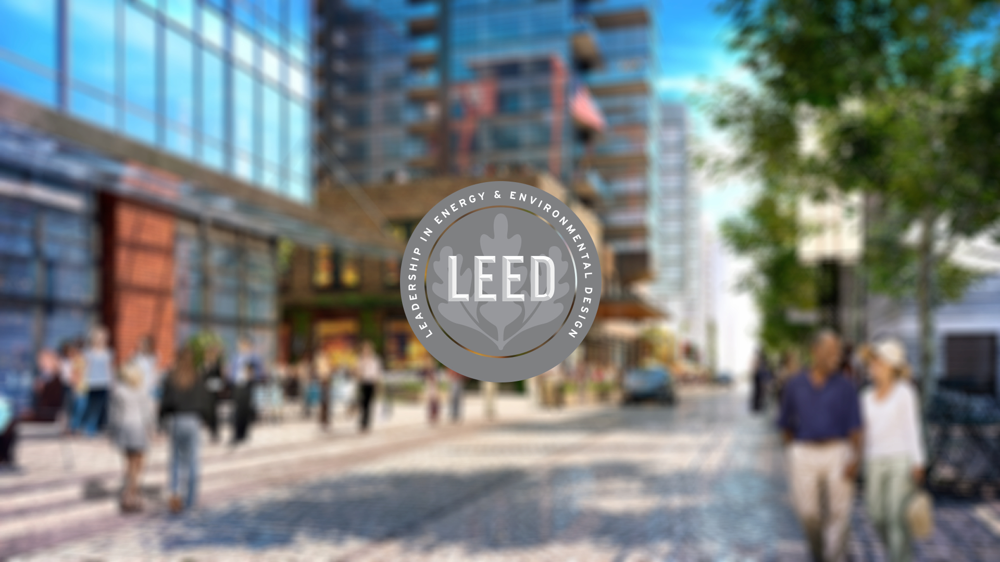 LEADERSHIP IN ENERGY & ENVIRONMENTAL DESIGN
LEED